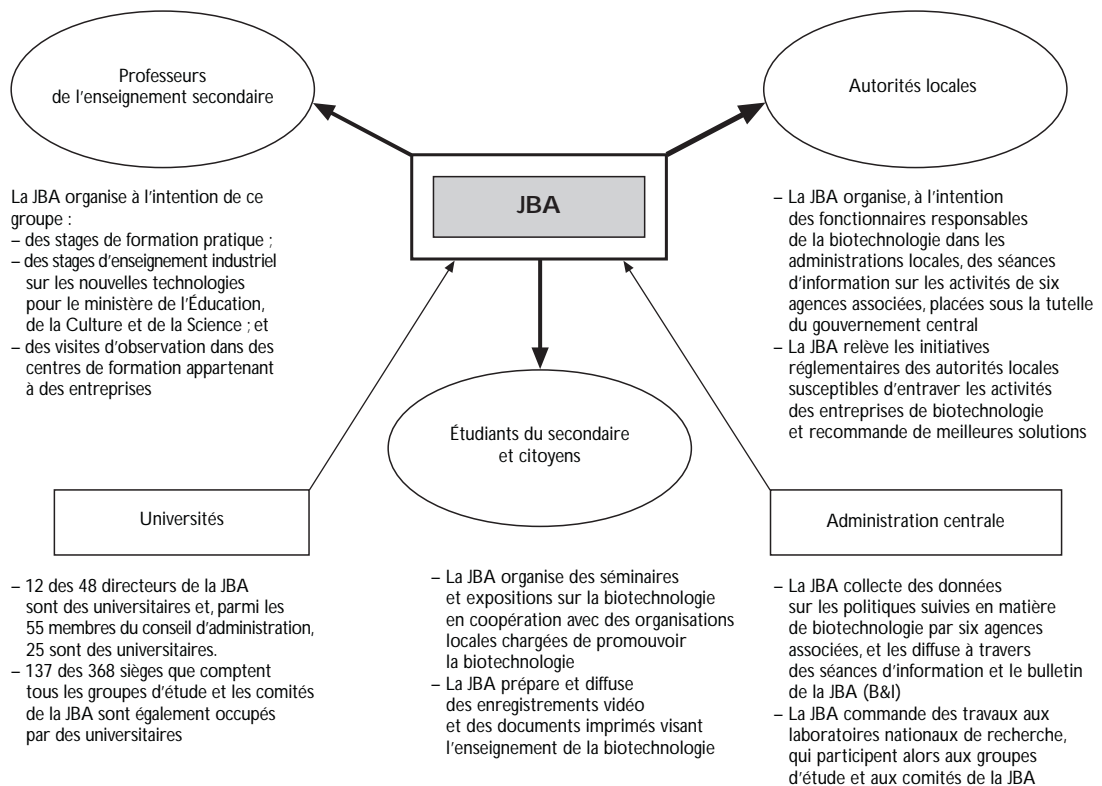 Professeurs
de l'enseignement secondaire
Autorités locales
JBA
La JBA organise à l'intention de ce
groupe :
– des stages de formation pratique ;
– des stages d'enseignement industriel
sur les nouvelles technologies
pour le ministère de l'Éducation,
de la Culture et de la Science ; et
– des visites d'observation dans des
centres de formation appartenant
à des entreprises
– La JBA organise, à l'intention
des fonctionnaires responsables
de la biotechnologie dans les
administrations locales, des séances
d'information sur les activités de six
agences associées, placées sous la tutelle
du gouvernement central
– La JBA relève les initiatives
réglementaires des autorités locales
susceptibles d'entraver les activités
des entreprises de biotechnologie
et recommande de meilleures solutions
Étudiants du secondaire
et citoyens
Universités
Administration centrale
– 12 des 48 directeurs de la JBA
sont des universitaires et, parmi les
55 membres du conseil d'administration,
25 sont des universitaires.
– 137 des 368 sièges que comptent
tous les groupes d'étude et les comités
de la JBA sont également occupés
par des universitaires
– La JBA organise des séminaires
et expositions sur la biotechnologie
en coopération avec des organisations
locales chargées de promouvoir
la biotechnologie
– La JBA prépare et diffuse
des enregistrements vidéo
et des documents imprimés visant
l'enseignement de la biotechnologie
– La JBA collecte des données
sur les politiques suivies en matière
de biotechnologie par six agences
associées, et les diffuse à travers
des séances d'information et le bulletin
de la JBA (B&I)
– La JBA commande des travaux aux
laboratoires nationaux de recherche,
qui participent alors aux groupes
d'étude et aux comités de la JBA